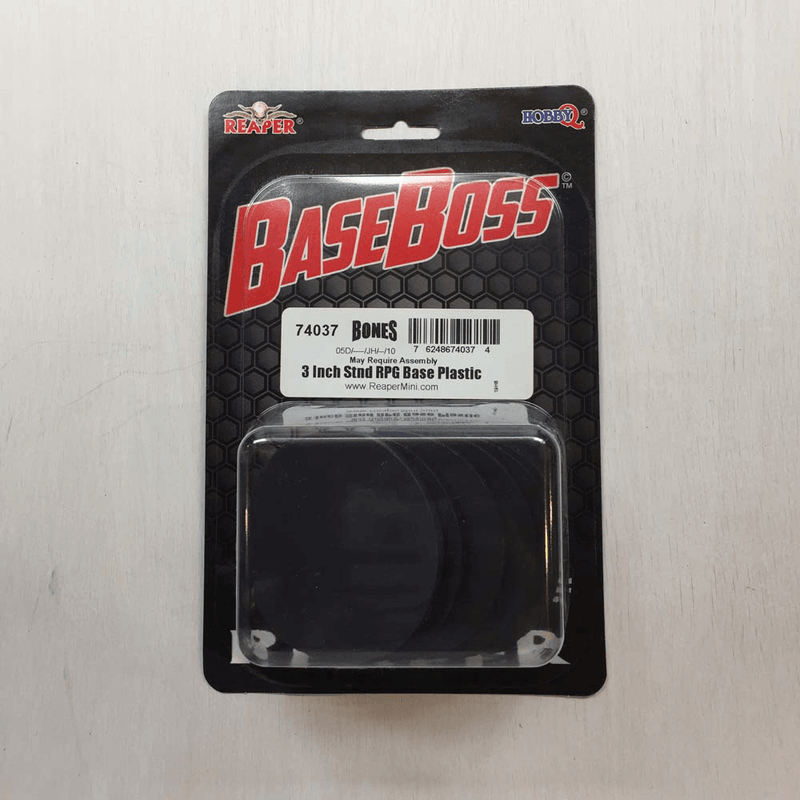 REAPER®
HOBBYQ®
BASEBOSS ©
TM
74037 BONES
05D/----/JH/--/10
7 62486 74037 4
May Require Assembly
3 Inch Stnd RPG Base Plastic
www.ReaperMini.com